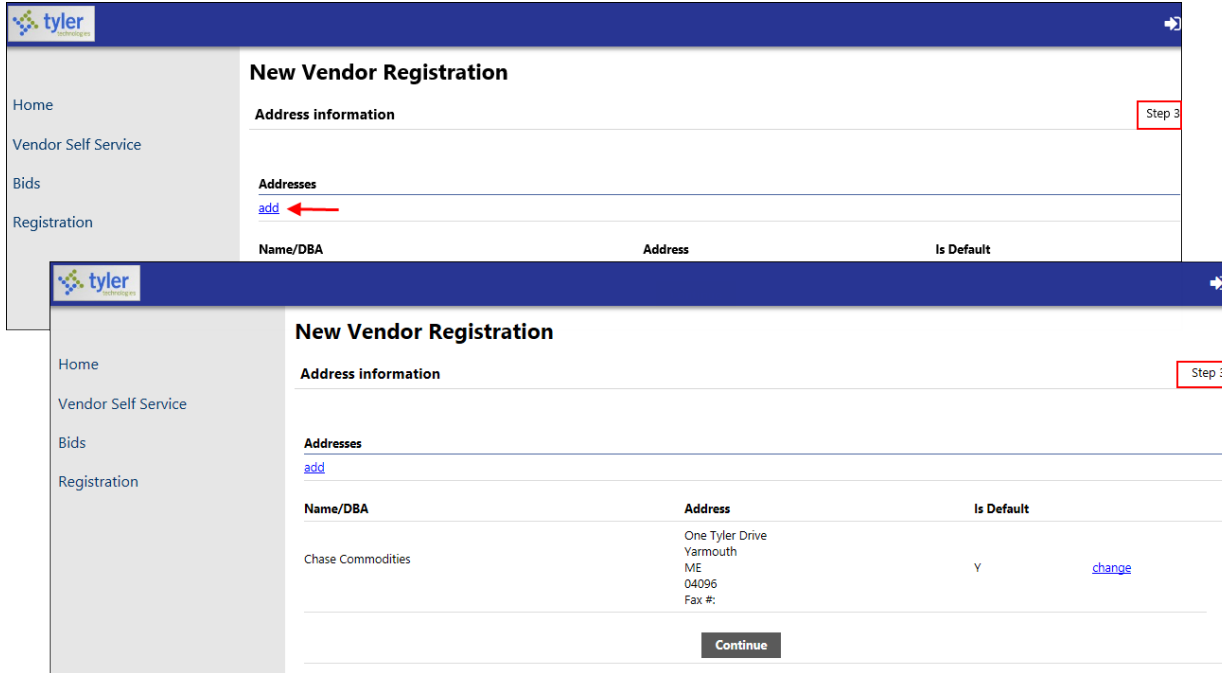 tyler
technologies
New Vendor Registration
Home
Address information
Step 3
Vendor Self Service
Bids
Addresses
add
Registration
Name/DBA Address Is Default
tyler
technologies
New Vendor Registration
Home
Address information
Step 3
Vendor Self Service
Bids
Addresses
add
Registration
Name/DBA Address Is Default
Chase Commodities
One Tyler Drive
Yarmouth
ME
04096
Fax #:
Y
change
Continue